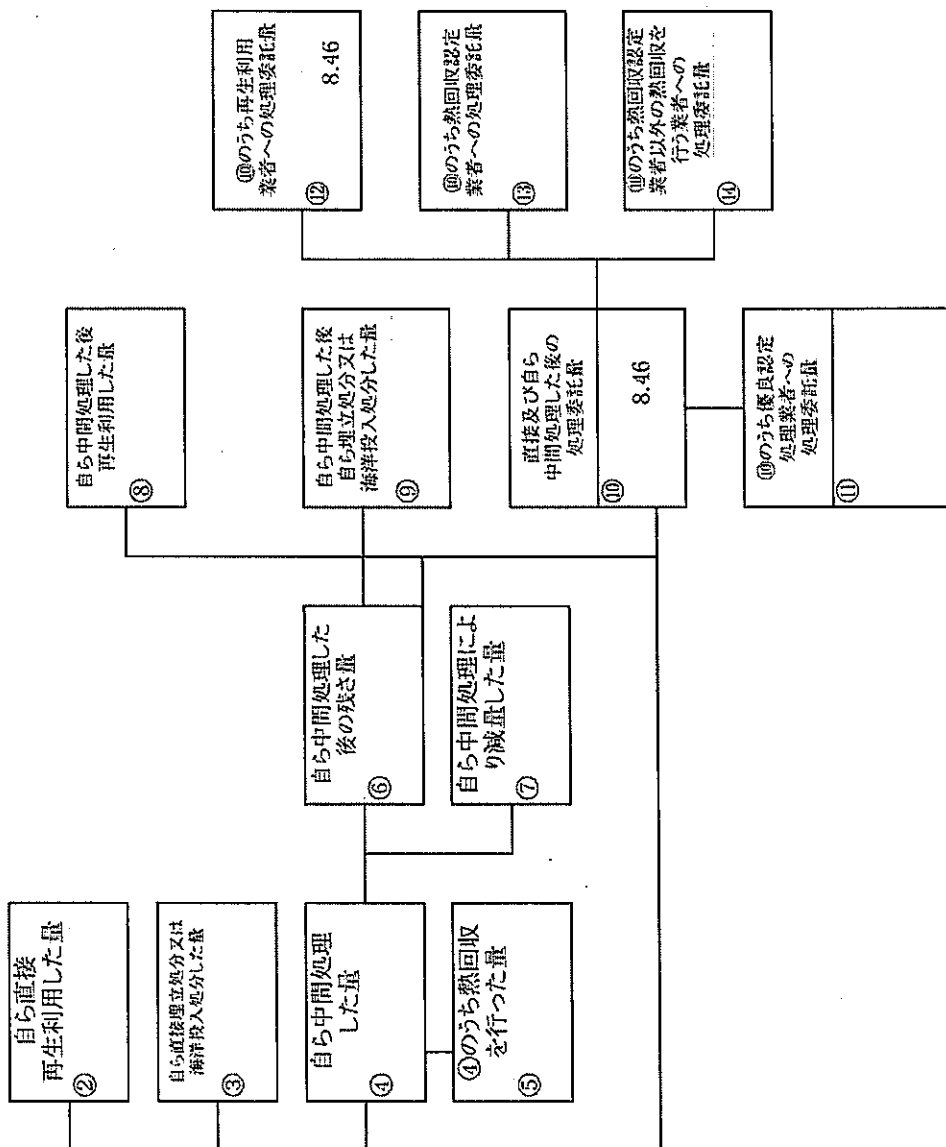 自ら直接
再生利用した量
②
自ら直接埋立処分又は
海洋投入処分した量
③
自ら中間処理
した量
④
④のうち熱回収
を行った量
⑤
自ら中間処理した
後の残さ量
⑥
自ら中間処理によ
り減量した量
⑦
自ら中間処理した後
再生利用した量
⑧
自ら中間処理した後
自ら埋立処分又は
海洋投入処分した量
⑨
直接及び自ら
中間処理した後の
処理委託量
⑩
8.46
⑩のうち優良認定
処理業者への
処理委託量
⑪
⑩のうち再生利用
業者への処理委託量
⑫
8.46
⑩のうち熱回収認定
業者への処理委託量
⑬
⑩のうち熱回収認定
業者以外の熱回収を
行う業者への
処理委託量
⑭